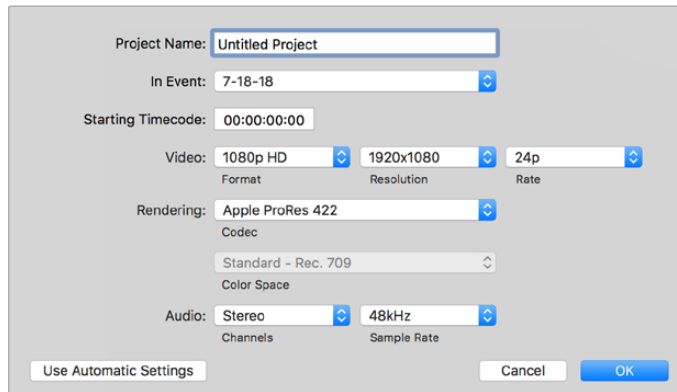 Project Name: Untitled Project
In Event: 7-18-18
Starting Timecode: 00:00:00:00
Video: 1080p HD 1920x1080 24p
Format Resolution Rate
Rendering: Apple ProRes 422
Codec
Standard - Rec. 709
Color Space
Audio: Stereo 48kHz
Channels Sample Rate
Use Automatic Settings Cancel OK